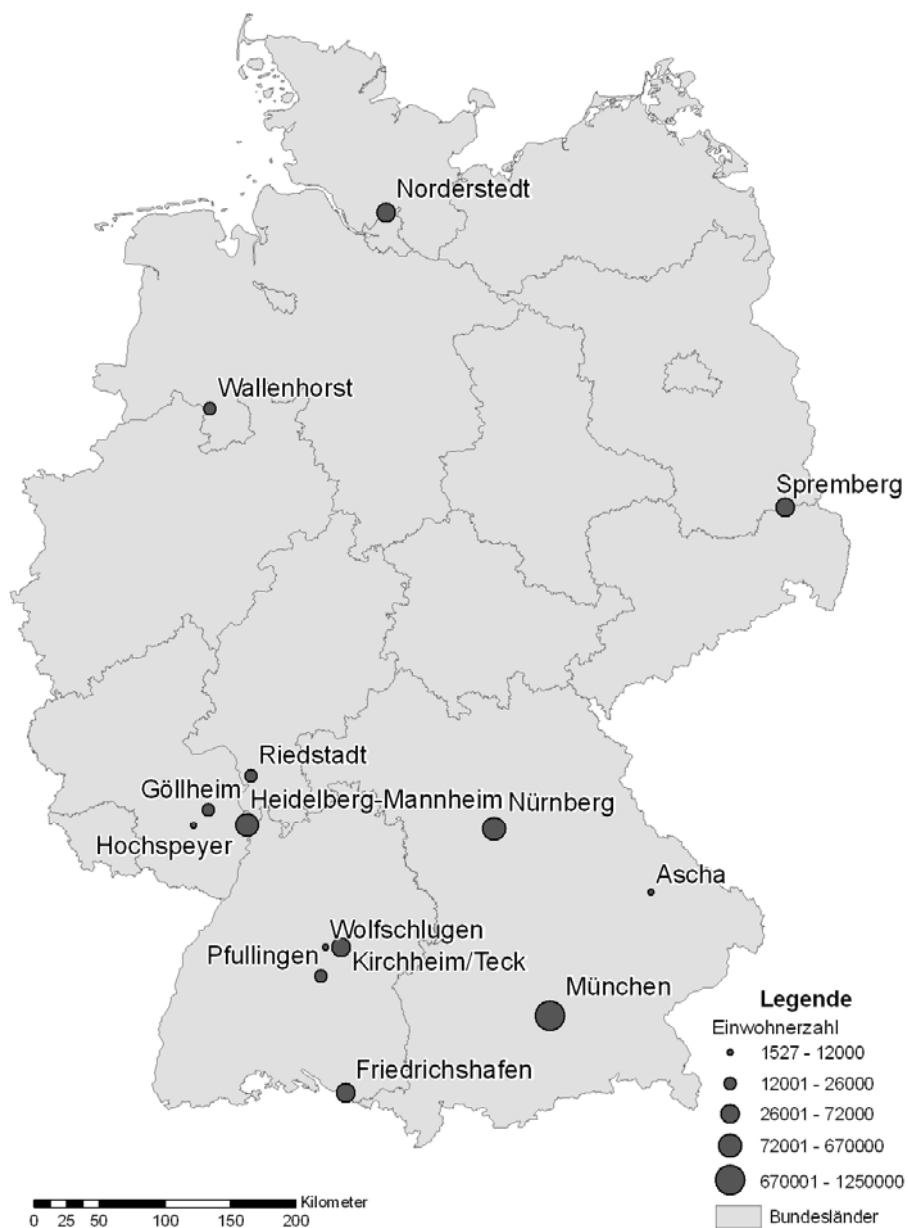 Norderstedt
Wallenhorst
Spremberg
Riedstadt
Göllheim
Heidelberg-Mannheim
Nürnberg
Hochspeyer
Ascha
Wolfschlugen
Pfullingen
Kirchheim/Teck
München
Friedrichshafen
Legende
Einwohnerzahl
1527 - 12000
12001 - 26000
26001 - 72000
72001 - 670000
670001 - 1250000
Bundesländer
Kilometer
0 25 50 100 150 200